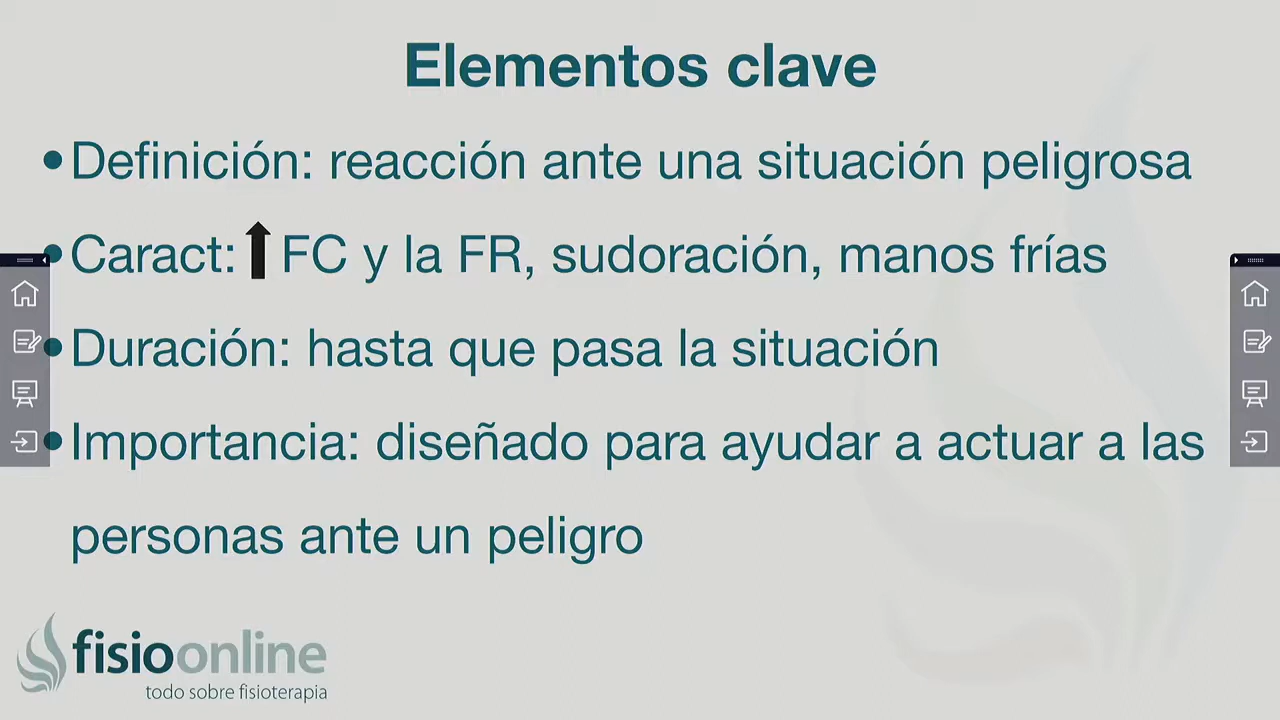 Elementos clave
•Definición: reacción ante una situación peligrosa
•Caract: ⬆ FC y la FR, sudoración, manos frías
•Duración: hasta que pasa la situación
•Importancia: diseñado para ayudar a actuar a las
personas ante un peligro
fisioonline
todo sobre fisioterapia